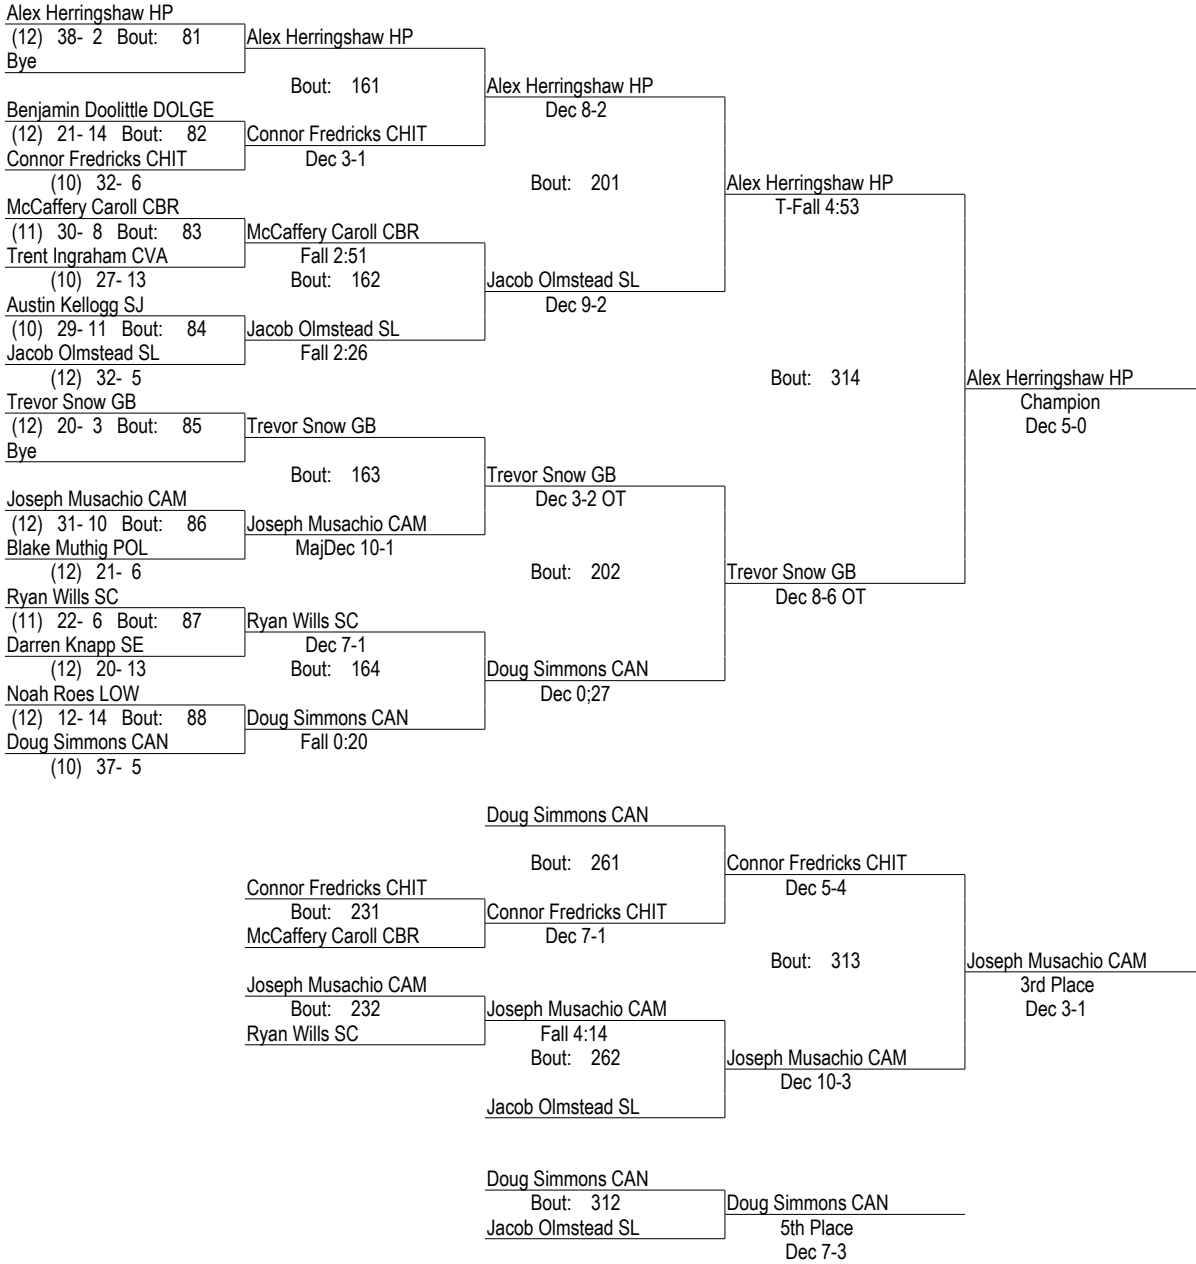 Alex Herringshaw HP
(12) 38- 2 Bout: 81 Alex Herringshaw HP
Bye
Bout: 161 Alex Herringshaw HP
Benjamin Doolittle DOLGE Dec 8-2
(12) 21- 14 Bout: 82 Connor Fredricks CHIT
Connor Fredricks CHIT Dec 3-1
(10) 32- 6 Bout: 201 Alex Herringshaw HP
McCaffery Caroll CBR T-Fall 4:53
(11) 30- 8 Bout: 83 McCaffery Caroll CBR
Trent Ingraham CVA Fall 2:51
(10) 27- 13 Bout: 162 Jacob Olmstead SL
Austin Kellogg SJ Dec 9-2
(10) 29- 11 Bout: 84 Jacob Olmstead SL
Jacob Olmstead SL Fall 2:26
(12) 32- 5 Bout: 314 Alex Herringshaw HP
Trevor Snow GB Champion
(12) 20- 3 Bout: 85 Trevor Snow GB Dec 5-0
Bye
Bout: 163 Trevor Snow GB
Joseph Musachio CAM Dec 3-2 OT
(12) 31- 10 Bout: 86 Joseph Musachio CAM
Blake Muthig POL MajDec 10-1
(12) 21- 6 Bout: 202 Trevor Snow GB
Ryan Wills SC Dec 8-6 OT
(11) 22- 6 Bout: 87 Ryan Wills SC
Darren Knapp SE Dec 7-1
(12) 20- 13 Bout: 164 Doug Simmons CAN
Noah Roes LOW Dec 0;27
(12) 12- 14 Bout: 88 Doug Simmons CAN
Doug Simmons CAN Fall 0:20
(10) 37- 5
Doug Simmons CAN
Bout: 261 Connor Fredricks CHIT
Connor Fredricks CHIT Dec 5-4
Bout: 231 Connor Fredricks CHIT
McCaffery Caroll CBR Dec 7-1
Bout: 313 Joseph Musachio CAM
Joseph Musachio CAM 3rd Place
Bout: 232 Joseph Musachio CAM Dec 3-1
Ryan Wills SC Fall 4:14
Bout: 262 Joseph Musachio CAM
Dec 10-3
Jacob Olmstead SL
Doug Simmons CAN
Bout: 312 Doug Simmons CAN
Jacob Olmstead SL 5th Place
Dec 7-3